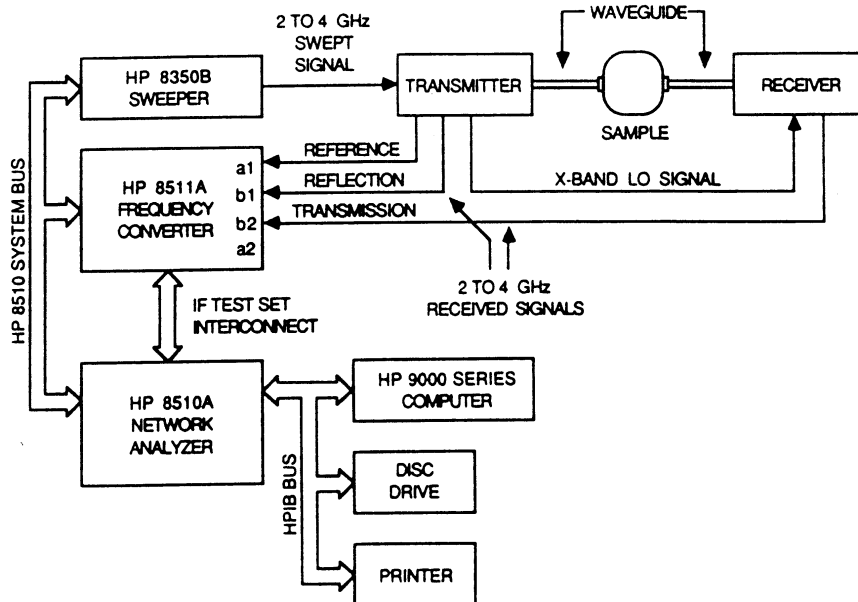 WAVEGUIDE
2 TO 4 GHz
SWEPT
SIGNAL
HP 8350B
SWEEPER
TRANSMITTER
RECEIVER
SAMPLE
HP 8510 SYSTEM BUS
HP 8511A
FREQUENCY
CONVERTER
a1
b1
b2
a2
REFERENCE
REFLECTION
TRANSMISSION
X-BAND LO SIGNAL
2 TO 4 GHz
RECEIVED SIGNALS
IF TEST SET
INTERCONNECT
HP 8510A
NETWORK
ANALYZER
HPIB BUS
HP 9000 SERIES
COMPUTER
DISC
DRIVE
PRINTER